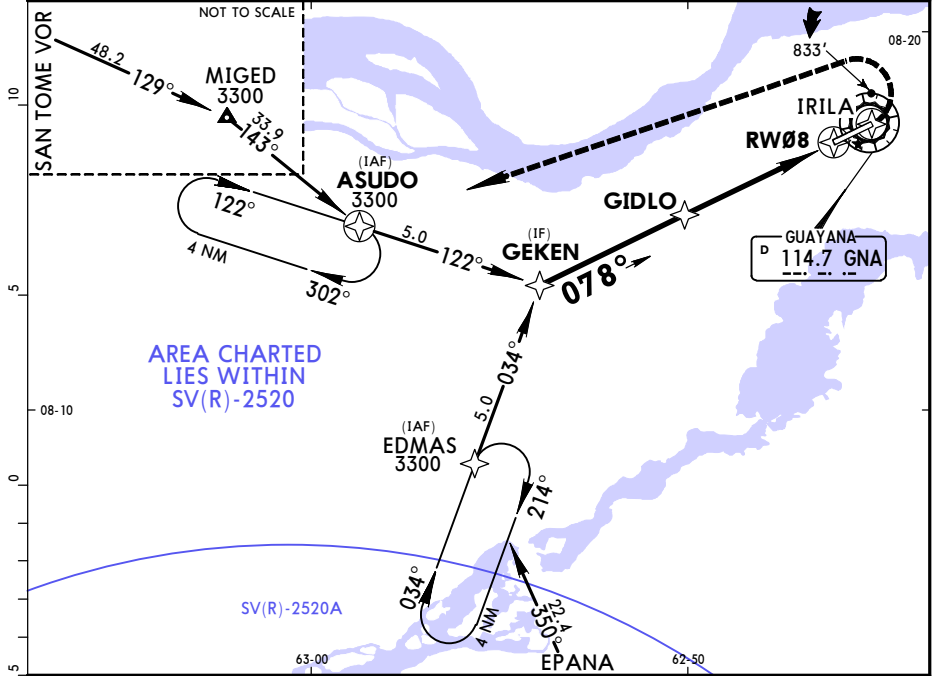 NOT TO SCALE
SAN TOME VOR
48.2
129°
MIGED
3300
33.9
143°
08-20
833'
IRILA
RWØ8
10
(IAF)
ASUDO
3300
122°
4 NM
302°
5.0
122°
(IF)
GEKEN
GIDLO
078°
GUAYANA
D 114.7 GNA
5
AREA CHARTED
LIES WITHIN
SV(R)-2520
08-10
034°
5.0
(IAF)
EDMAS
3300
0
214°
034°
4 NM
SV(R)-2520A
22.4
350°
EPANA
5
63-00
62-50